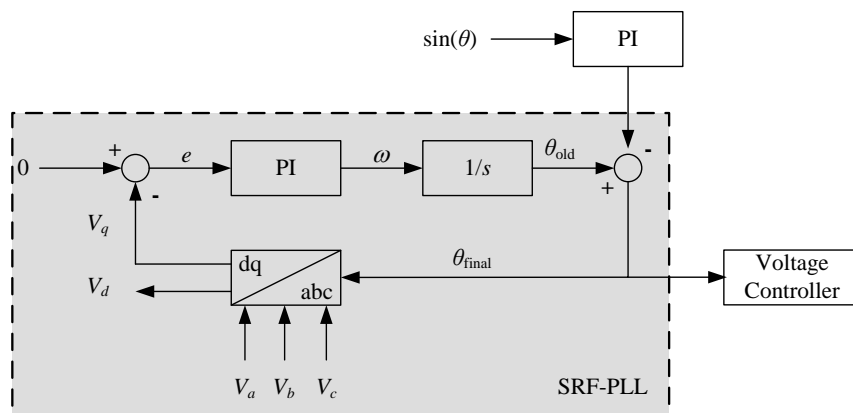 sin(θ)
PI
0
+
-
e
PI
ω
1/s
θold
-
+
Vq
Vd
dq
abc
θfinal
Voltage
Controller
Va Vb Vc
SRF-PLL